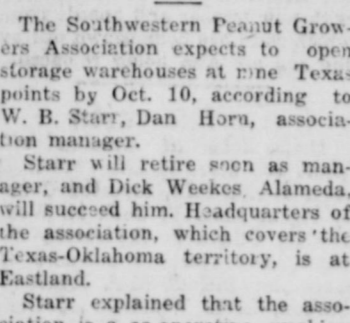 The Southwestern Peanut Grow-
ers Association expects to open
storage warehouses at nine Texas
points by Oct. 10, according to
W. B. Starr, Dan Horn, associa-
tion manager.
Starr will retire soon as man-
ager, and Dick Weekes, Alameda,
will succeed him. Headquarters of
the association, which covers the
Texas-Oklahoma territory, is at
Eastland.
Starr explained that the asso-